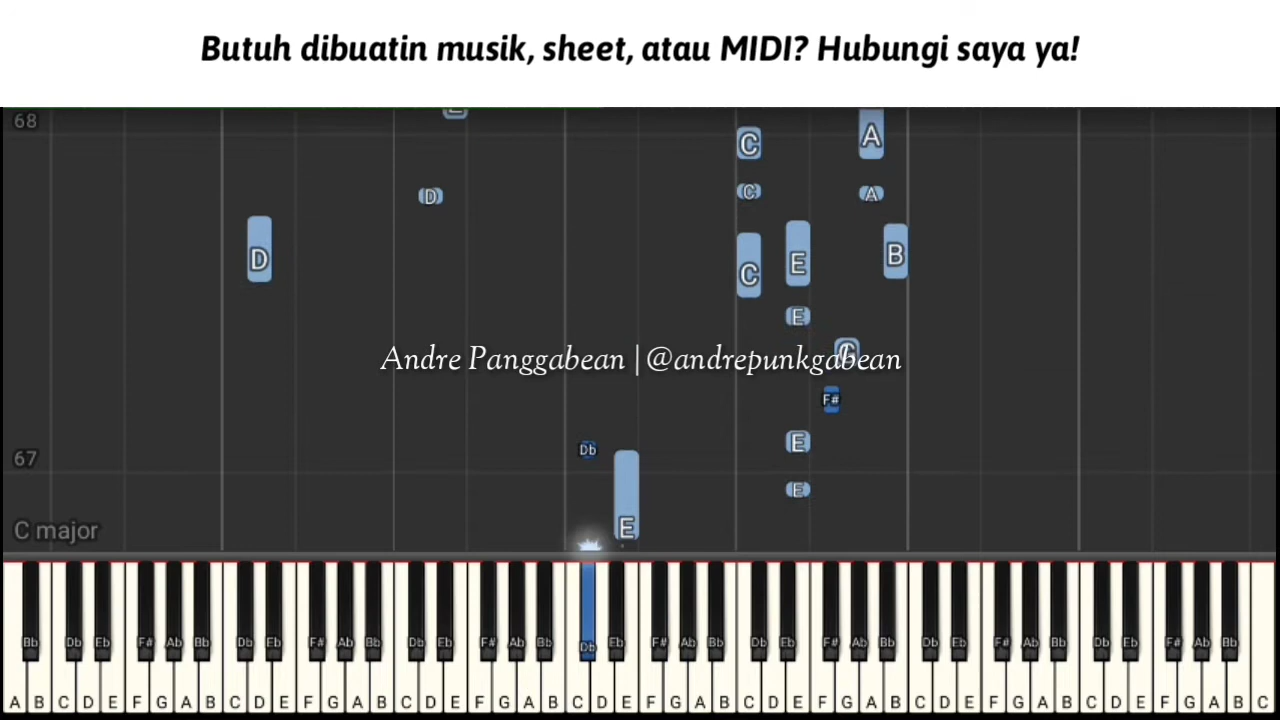 Butuh dibuatin musik, sheet, atau MIDI? Hubungi saya ya!
68
A
C
D
C A
D E B
C
E
Andre Panggabean | @andrepunkgabean
F#
Db E
67
E
E
C major
Bb Db Eb F# Ab Bb Db Eb F# Ab Bb Db Eb F# Ab Bb Db Eb F# Ab Bb Db Eb F# Ab Bb Db Eb F# Ab Bb Db Eb F# Ab Bb
A B C D E F G A B C D E F G A B C D E F G A B C D E F G A B C D E F G A B C D E F G A B C D E F G A B C